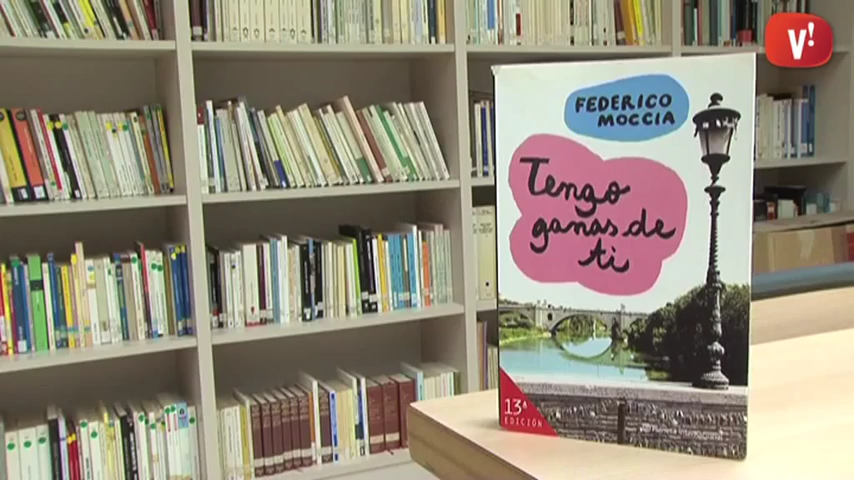 V!
FEDERICO
MOCCIA
Tengo
ganas de
ti
13ª
EDICIÓN